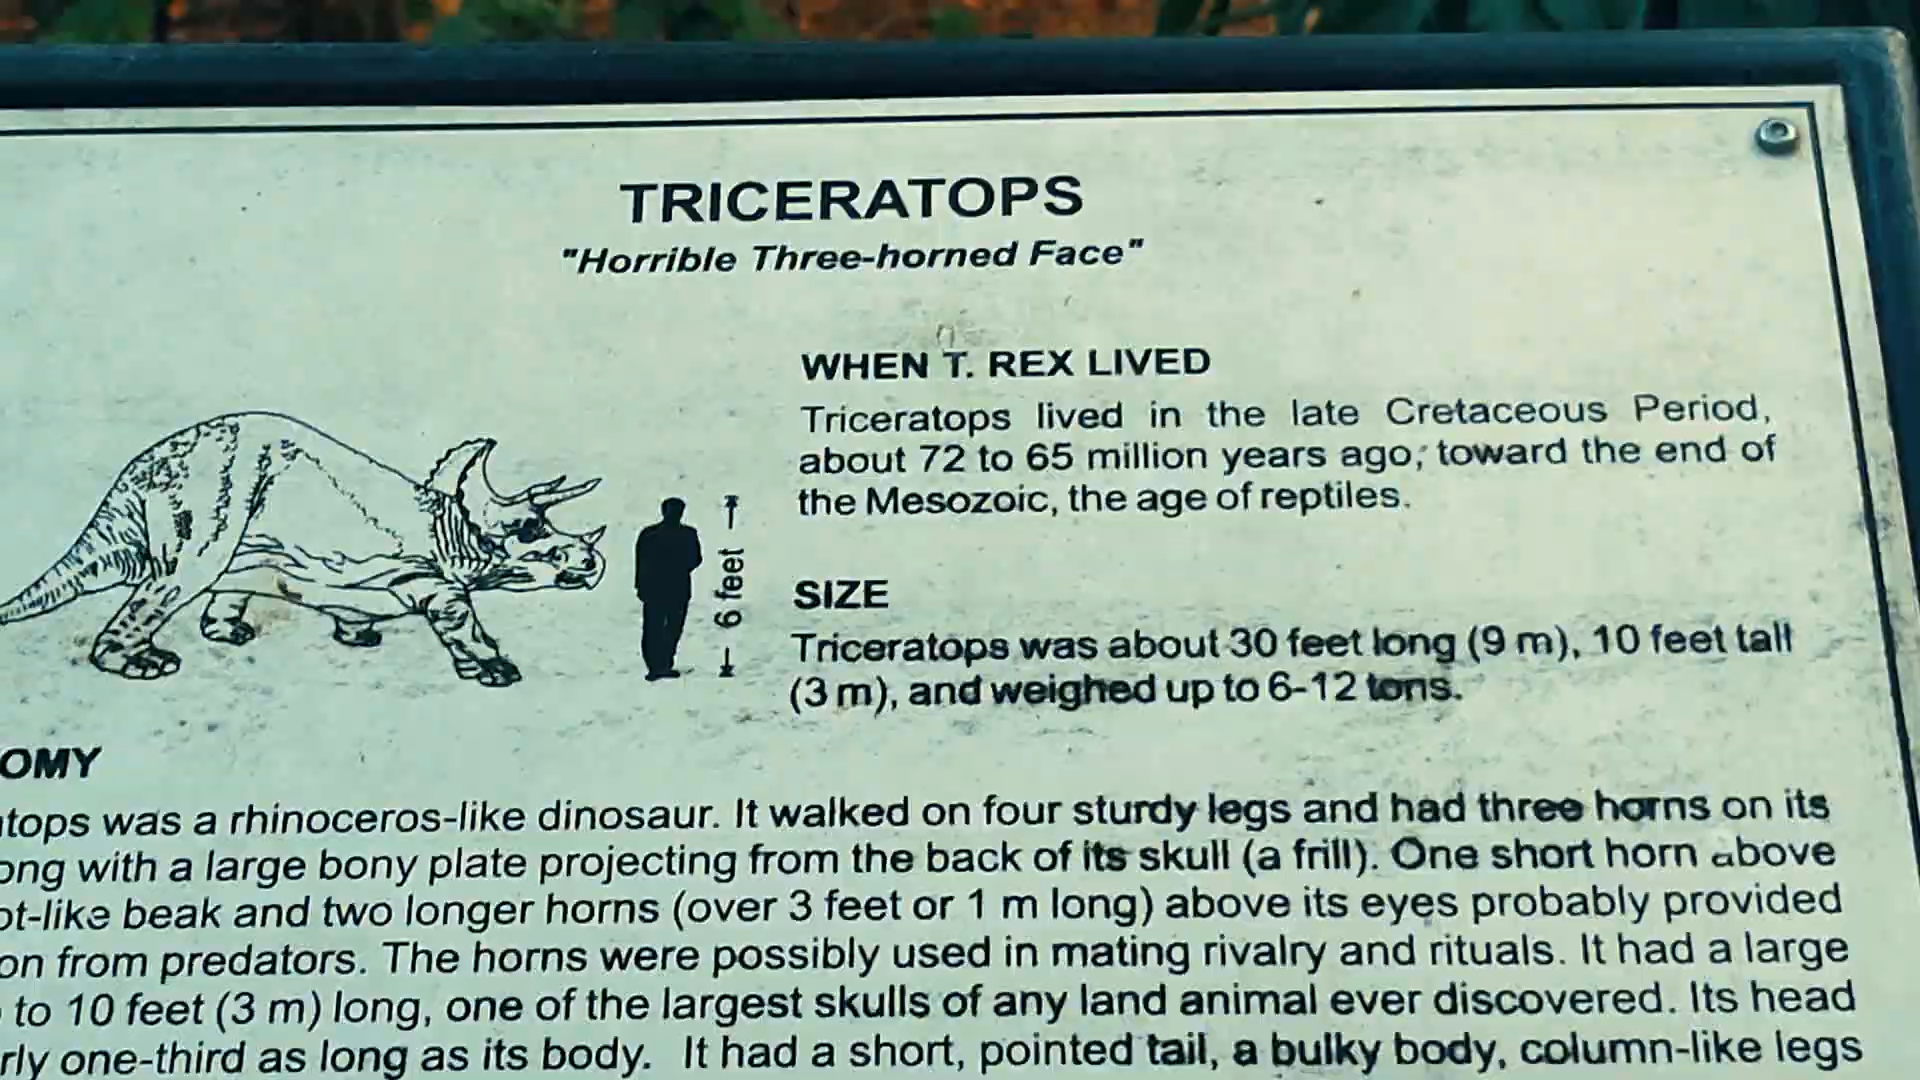 TRICERATOPS
"Horrible Three-horned Face"
WHEN T. REX LIVED
Triceratops lived in the late Cretaceous Period,
about 72 to 65 million years ago, toward the end of
the Mesozoic, the age of reptiles.
6 feet
SIZE
Triceratops was about 30 feet long (9 m), 10 feet tall
(3 m), and weighed up to 6-12 tons.
OMY
tops was a rhinoceros-like dinosaur. It walked on four sturdy legs and had three horns on its
ong with a large bony plate projecting from the back of its skull (a frill). One short horn above
ot-like beak and two longer horns (over 3 feet or 1 m long) above its eyes probably provided
on from predators. The horns were possibly used in mating rivalry and rituals. It had a large
to 10 feet (3 m) long, one of the largest skulls of any land animal ever discovered. Its head
rly one-third as long as its body. It had a short, pointed tail, a bulky body, column-like legs